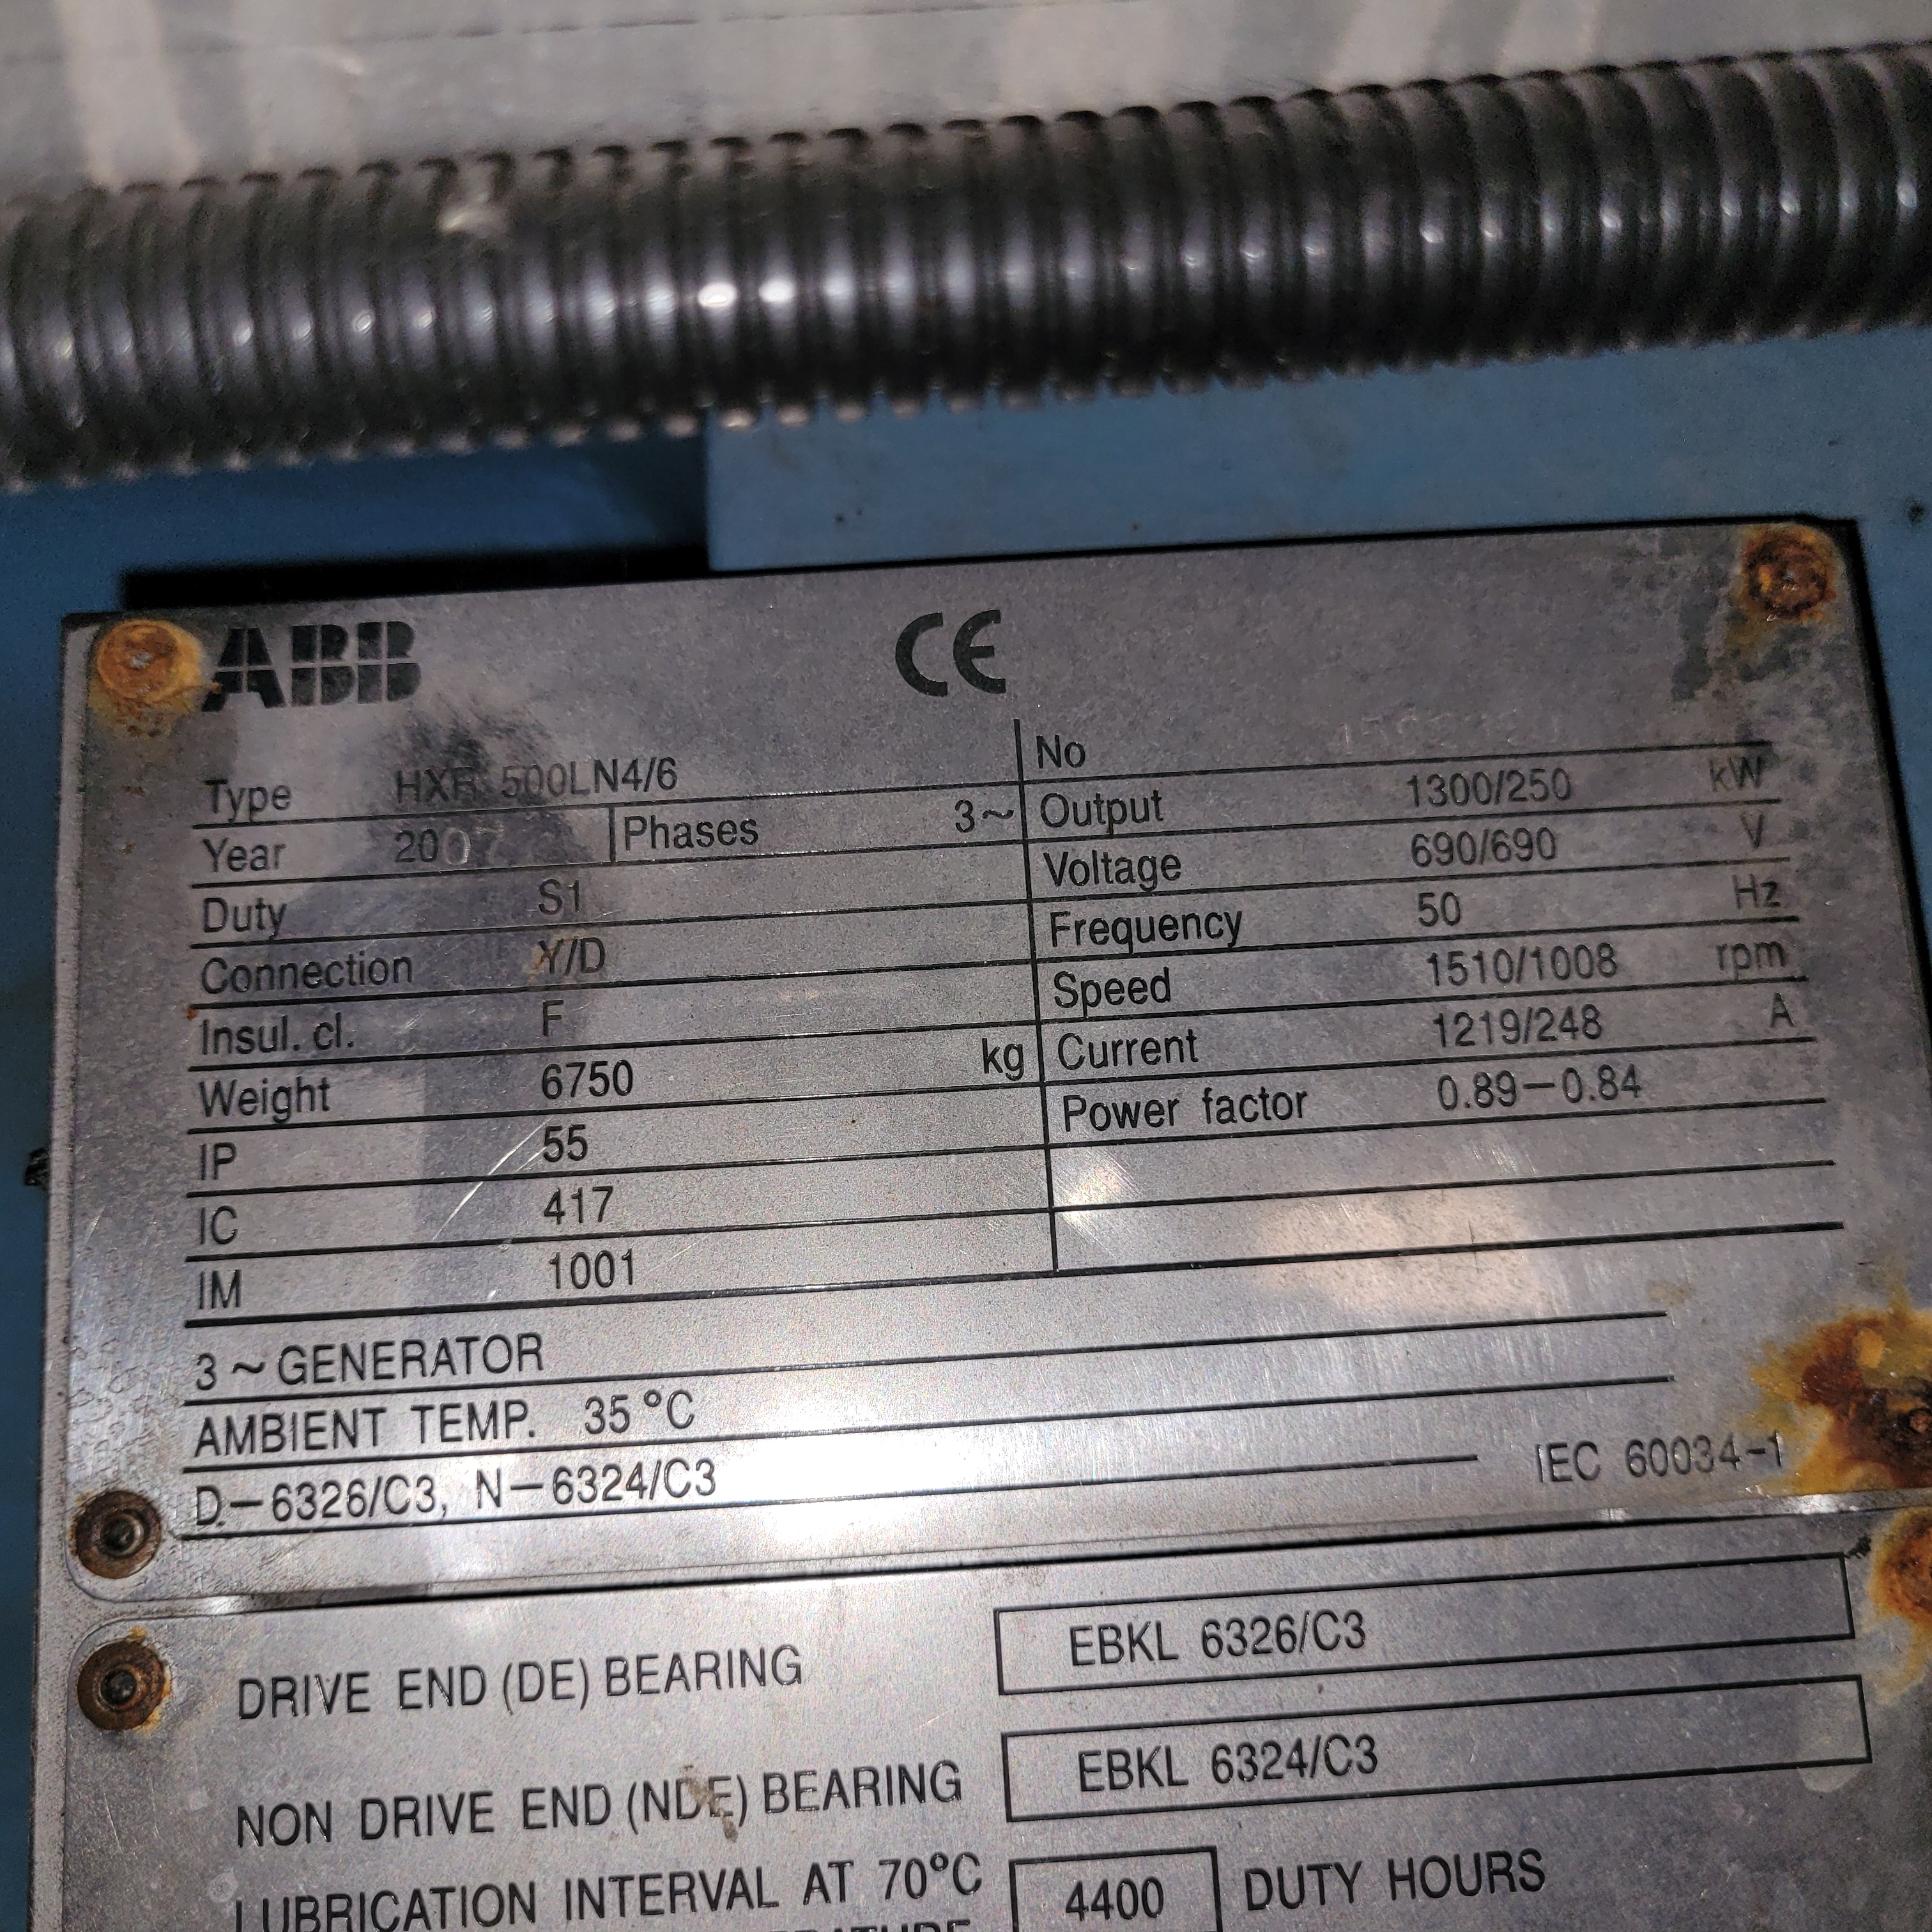 ABB CE
Type HXR 500LN4/6 No
Year 2007 Phases 3~ Output 1300/250 kW
Duty S1 Voltage 690/690 V
Connection Y/D Frequency 50 Hz
Insul. cl. F Speed 1510/1008 rpm
Weight 6750 kg Current 1219/248 A
IP 55 Power factor 0.89–0.84
IC 417
IM 1001
3~GENERATOR
AMBIENT TEMP. 35°C
D–6326/C3, N–6324/C3 IEC 60034-1
DRIVE END (DE) BEARING EBKL 6326/C3
NON DRIVE END (NDE) BEARING EBKL 6324/C3
LUBRICATION INTERVAL AT 70°C 4400 DUTY HOURS